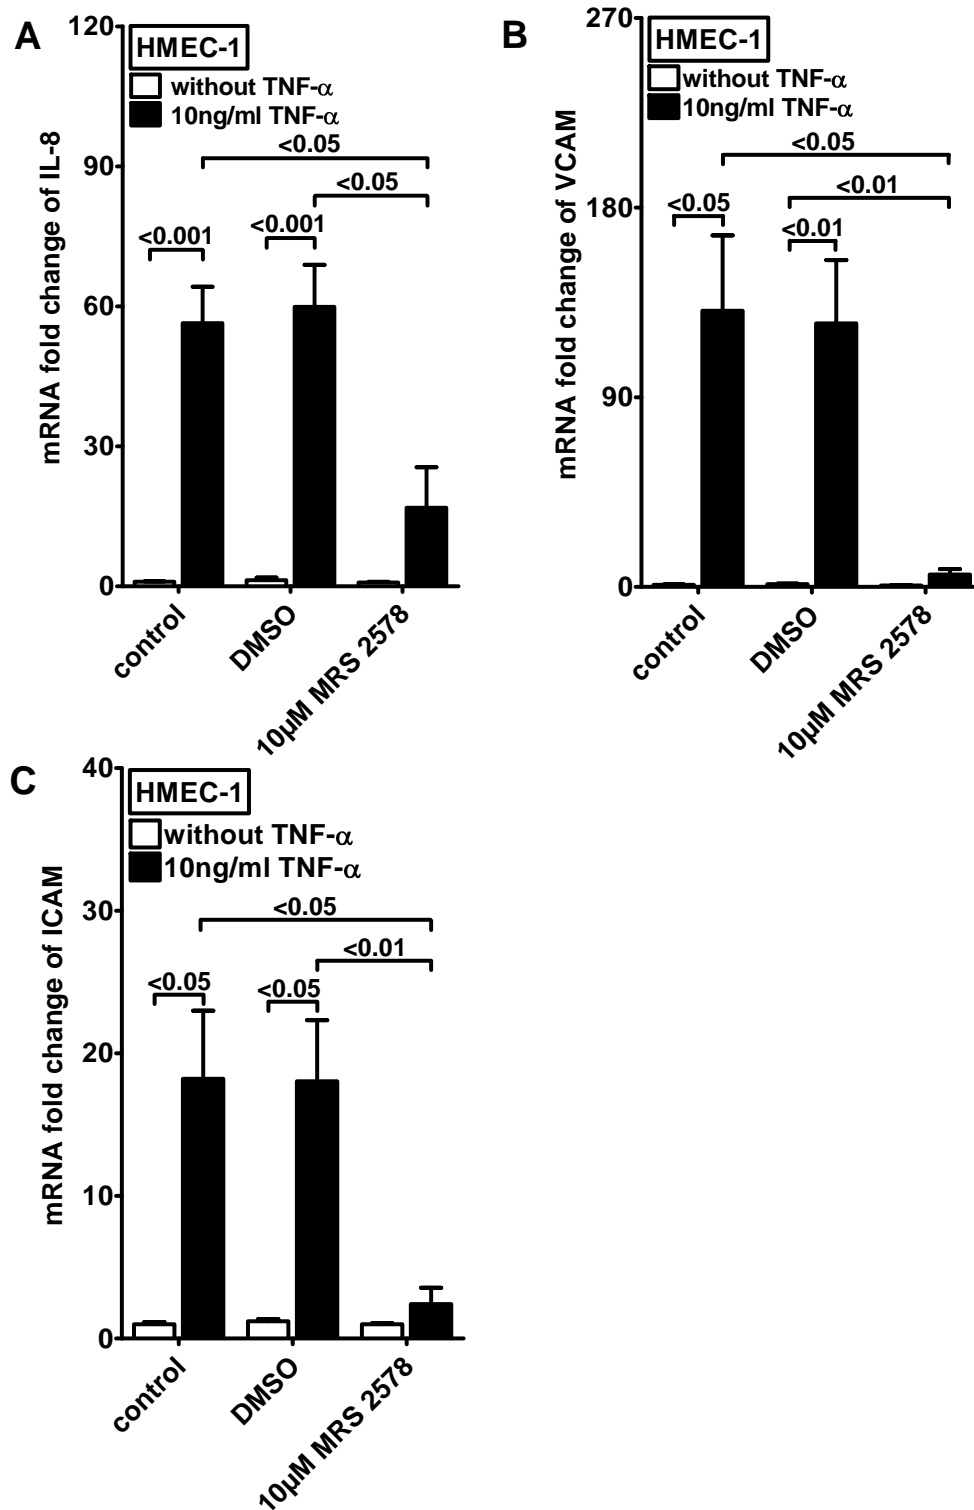 A
HMEC-1
without TNF-α
10ng/ml TNF-α
mRNA fold change of IL-8
120
90
60
30
0
<0.05
<0.05
<0.001
<0.001
control
DMSO
10µM MRS 2578
B
HMEC-1
without TNF-α
10ng/ml TNF-α
mRNA fold change of VCAM
270
180
90
0
<0.05
<0.01
<0.05
<0.01
control
DMSO
10µM MRS 2578
C
HMEC-1
without TNF-α
10ng/ml TNF-α
mRNA fold change of ICAM
40
30
20
10
0
<0.05
<0.01
<0.05
<0.05
control
DMSO
10µM MRS 2578